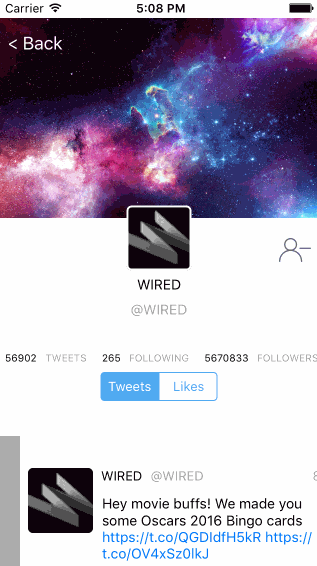 Carrier 5:08 PM
< Back
WIRED
@WIRED
56902 TWEETS 265 FOLLOWING 5670833 FOLLOWERS
Tweets Likes
WIRED @WIRED
Hey movie buffs! We made you
some Oscars 2016 Bingo cards
https://t.co/QGDIdfH5kR https://
t.co/OV4xSz0lkJ